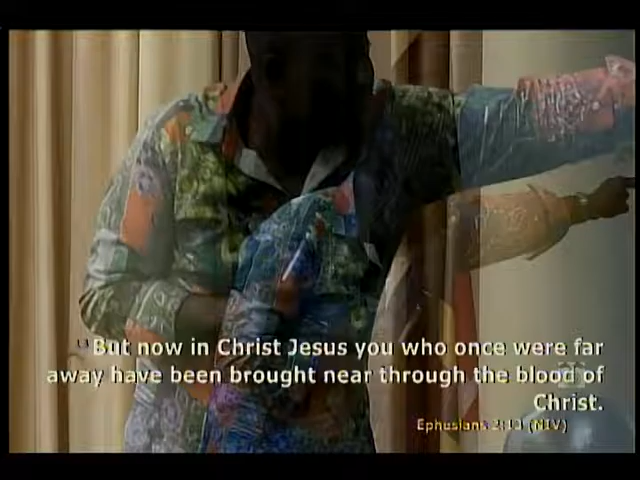 "But now in Christ Jesus you who once were far
away have been brought near through the blood of
Christ.
Ephesians 2:13 (NIV)